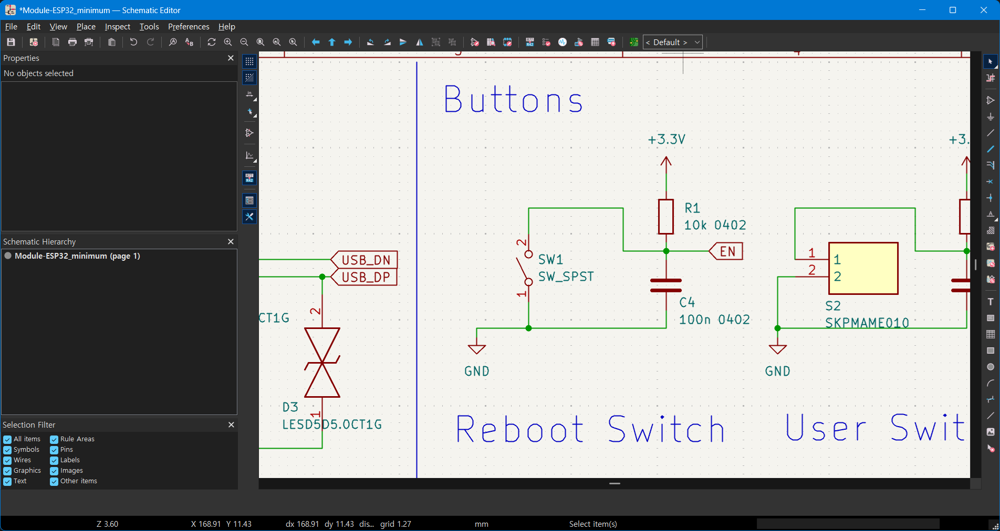 *Module-ESP32_minimum — Schematic Editor
File Edit View Place Inspect Tools Preferences Help
< Default >
Properties
No objects selected
Schematic Hierarchy
Module-ESP32_minimum (page 1)
Selection Filter
All items Rule Areas
Symbols Pins
Wires Labels
Graphics Images
Text Other items
Buttons
+3.3V
+3.
R1
10k 0402
EN
2
SW1
SW_SPST
1
C4
100n 0402
GND
Reboot Switch
1 1
2 2
S2
SKPMAME010
GND
User Swit
USB_DN
USB_DP
CT1G
2
D3
1
LESD5D5.0CT1G
Z 3.60 X 168.91 Y 11.43 dx 168.91 dy 11.43 dis... grid 1.27 mm Select item(s)